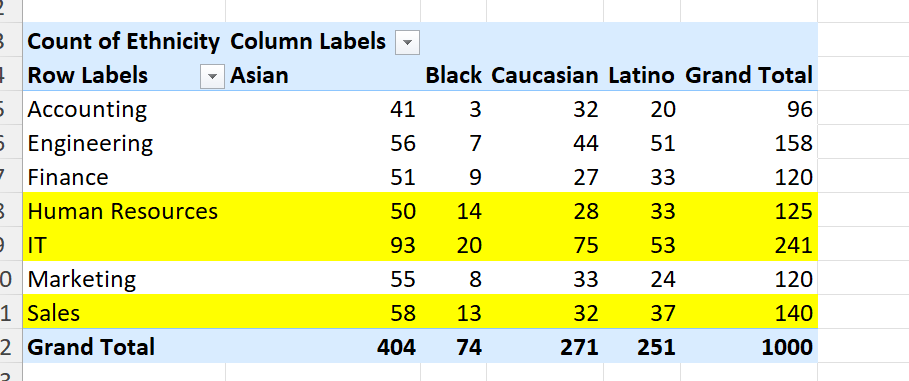 Count of Ethnicity Column Labels
Row Labels Asian Black Caucasian Latino Grand Total
Accounting 41 3 32 20 96
Engineering 56 7 44 51 158
Finance 51 9 27 33 120
Human Resources 50 14 28 33 125
IT 93 20 75 53 241
Marketing 55 8 33 24 120
Sales 58 13 32 37 140
Grand Total 404 74 271 251 1000